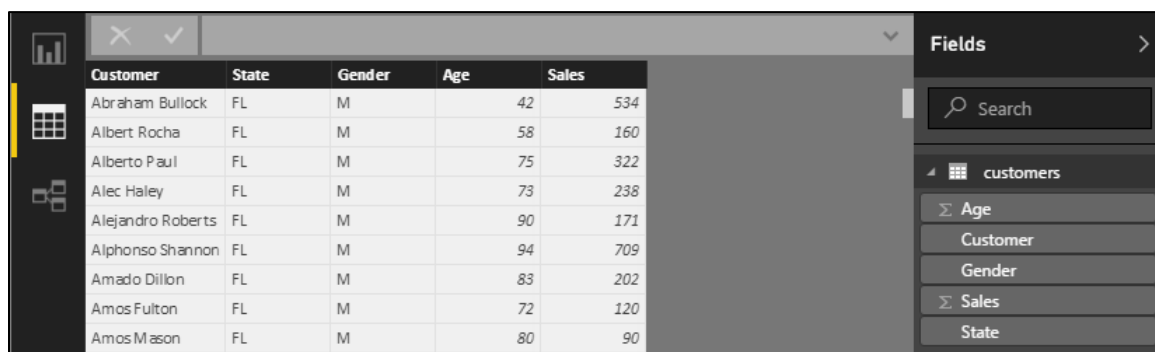 Fields
Customer State Gender Age Sales
Search
Abraham Bullock FL M 42 534
Albert Rocha FL M 58 160
Alberto Paul FL M 75 322
Alec Haley FL M 73 238
Alejandro Roberts FL M 90 171
Alphonso Shannon FL M 94 709
Amado Dillon FL M 83 202
Amos Fulton FL M 72 120
Amos Mason FL M 80 90
customers
Σ Age
Customer
Gender
Σ Sales
State